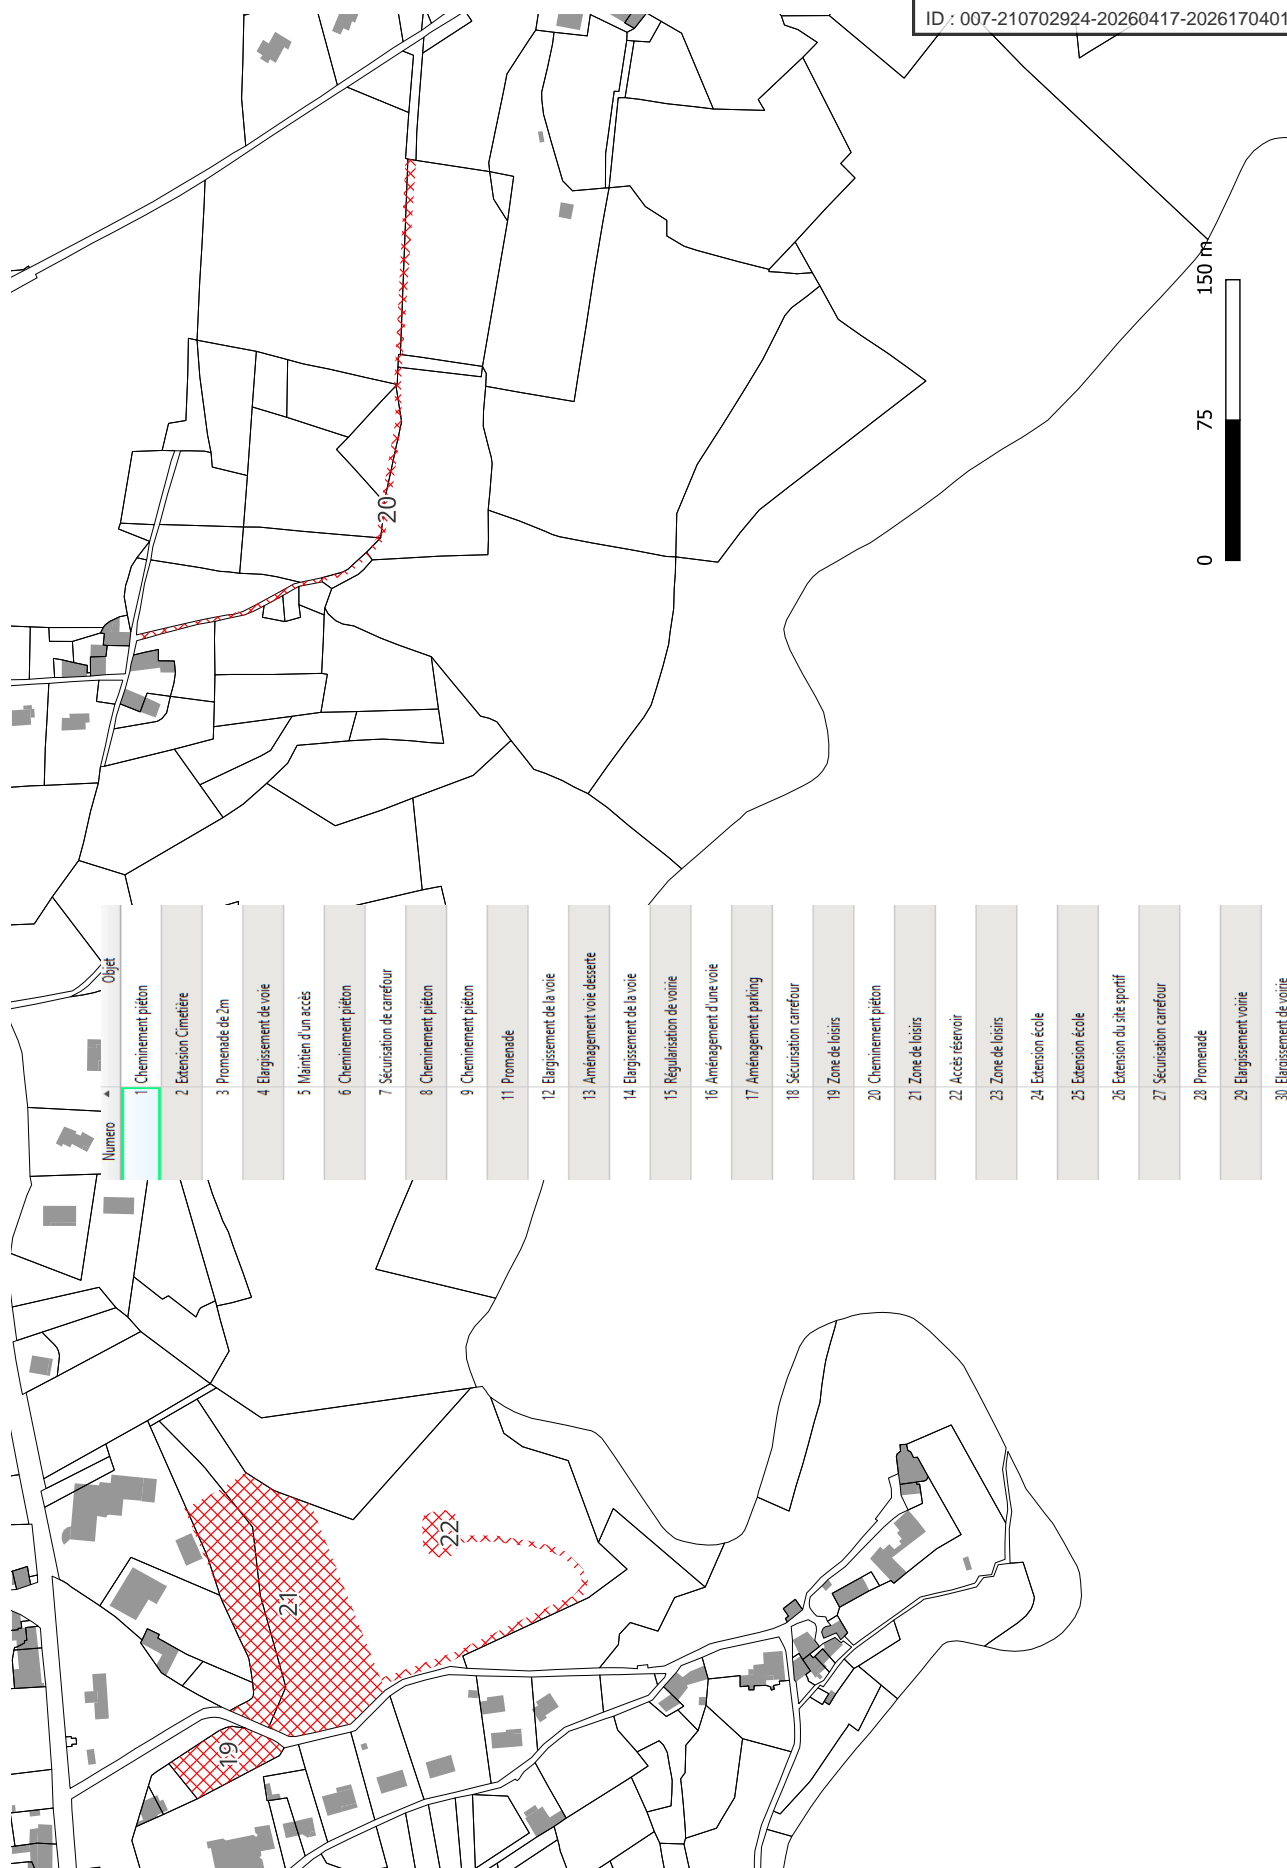 ID : 007-210702924-20260417-2026170401
20
150 m
75
0
Numero Objet
1 Cheminement piéton
2 Extension Cimetière
3 Promenade de 2m
4 Elargissement de voie
5 Maintien d'un accès
6 Cheminement piéton
7 Sécurisation de carrefour
8 Cheminement piéton
9 Cheminement piéton
11 Promenade
12 Elargissement de la voie
13 Aménagement voie desserte
14 Elargissement de la voie
15 Régularisation de voirie
16 Aménagement d'une voie
17 Aménagement parking
18 Sécurisation carrefour
19 Zone de loisirs
20 Cheminement piéton
21 Zone de loisirs
22 Accès réservoir
23 Zone de loisirs
24 Extension école
25 Extension école
26 Extension du site sportif
27 Sécurisation carrefour
28 Promenade
29 Elargissement voirie
30 Elargissement de voirie
22
21
19